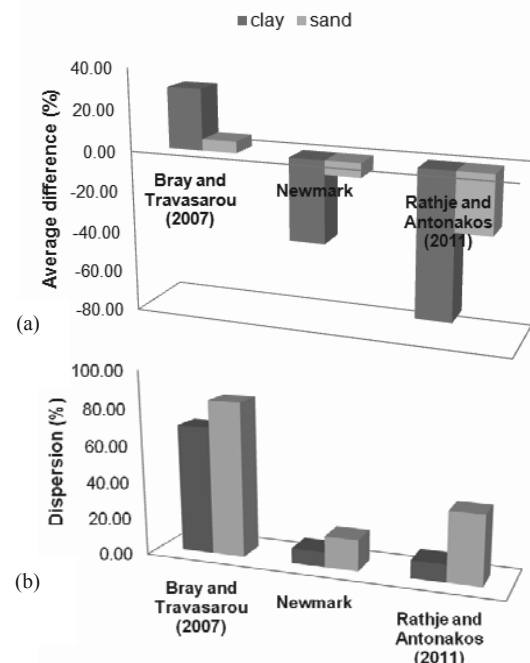 clay sand
40.00
20.00
0.00
-20.00
-40.00
-60.00
-80.00
Average difference (%)
Bray and
Travasarou
(2007)
Newmark
Rathje and
Antonakos
(2011)
(a)
100.00
80.00
60.00
40.00
20.00
0.00
Dispersion (%)
Bray and
Travasarou
(2007)
Newmark
Rathje and
Antonakos
(2011)
(b)